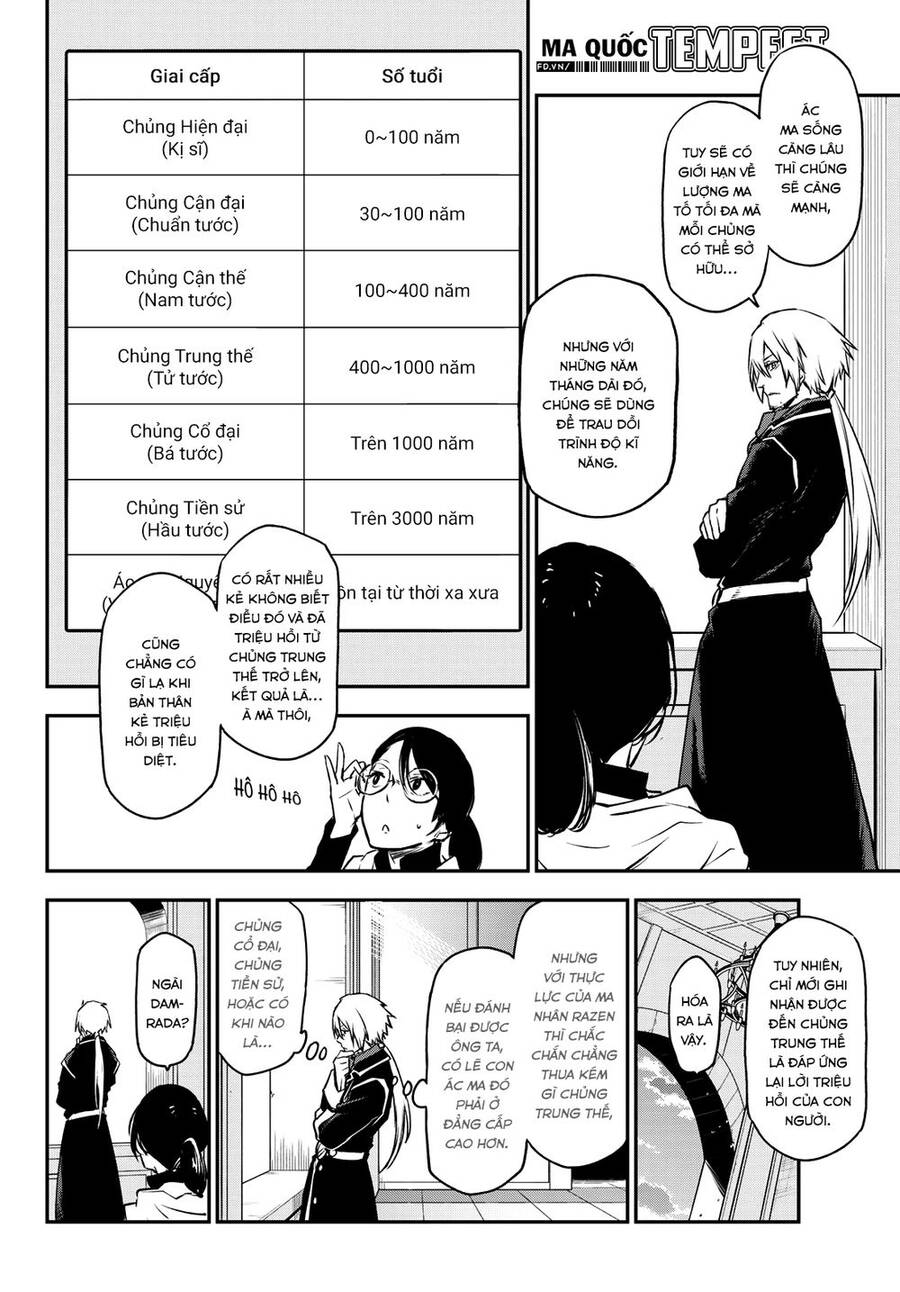 MA QUỐC TEMPEST
FD.VN/
ÁC
MA SỐNG
CÀNG LÂU
THÌ CHÚNG
SẼ CÀNG
MẠNH,
TUY SẼ CÓ
GIỚI HẠN VỀ
LƯỢNG MA
TỐ TỐI ĐA MÀ
MỖI CHỦNG
CÓ THỂ SỞ
HỮU...
NHƯNG VỚI
NHỮNG NĂM
THÁNG DÀI ĐÓ,
CHÚNG SẼ DÙNG
ĐỂ TRAU DỒI
TRÌNH ĐỘ KĨ
NĂNG.
Giai cấp Số tuổi
Chủng Hiện đại
(Kị sĩ)
0~100 năm
Chủng Cận đại
(Chuẩn tước)
30~100 năm
Chủng Cận thế
(Nam tước)
100~400 năm
Chủng Trung thế
(Tử tước)
400~1000 năm
Chủng Cổ đại
(Bá tước)
Trên 1000 năm
Chủng Tiền sử
(Hầu tước)
Trên 3000 năm
tại từ thời xa xưa
CÓ RẤT NHIỀU
KẺ KHÔNG BIẾT
ĐIỀU ĐÓ VÀ ĐÃ
TRIỆU HỒI TỪ
CHỦNG TRUNG
THẾ TRỞ LÊN,
KẾT QUẢ LÀ...
À MÀ THÔI,
CŨNG
CHẲNG CÓ
GÌ LẠ KHI
BẢN THÂN
KẺ TRIỆU
HỒI BỊ TIÊU
DIỆT.
HÔ HÔ HÔ
TUY NHIÊN,
CHỈ MỚI GHI
NHẬN ĐƯỢC
ĐẾN CHỦNG
TRUNG THẾ
LÀ ĐÁP ỨNG
LẠI LỜI TRIỆU
HỒI CỦA CON
NGƯỜI.
HÓA
RA LÀ
VẬY.
NHƯNG
VỚI THỰC
LỰC CỦA MA
NHÂN RAZEN
THÌ CHẮC
CHẮN CHẲNG
THUA KÉM
GÌ CHỦNG
TRUNG THẾ,
NẾU ĐÁNH
BẠI ĐƯỢC
ÔNG TA,
CÓ LẼ CON
ÁC MA ĐÓ
PHẢI Ở
ĐẲNG CẤP
CAO HƠN.
CHỦNG
CỔ ĐẠI,
CHỦNG
TIỀN SỬ,
HOẶC CÓ
KHI NÀO
LÀ...
NGÀI
DAM-
RADA?